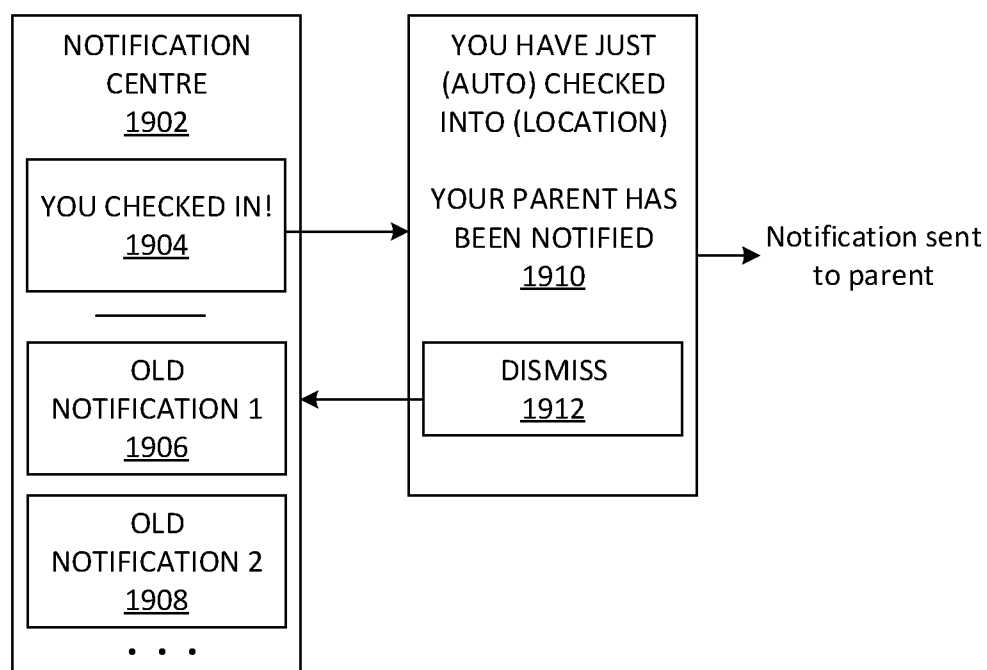 NOTIFICATION
CENTRE
1902
YOU CHECKED IN!
1904
OLD
NOTIFICATION 1
1906
OLD
NOTIFICATION 2
1908
. . .
YOU HAVE JUST
(AUTO) CHECKED
INTO (LOCATION)
YOUR PARENT HAS
BEEN NOTIFIED
1910
DISMISS
1912
Notification sent
to parent